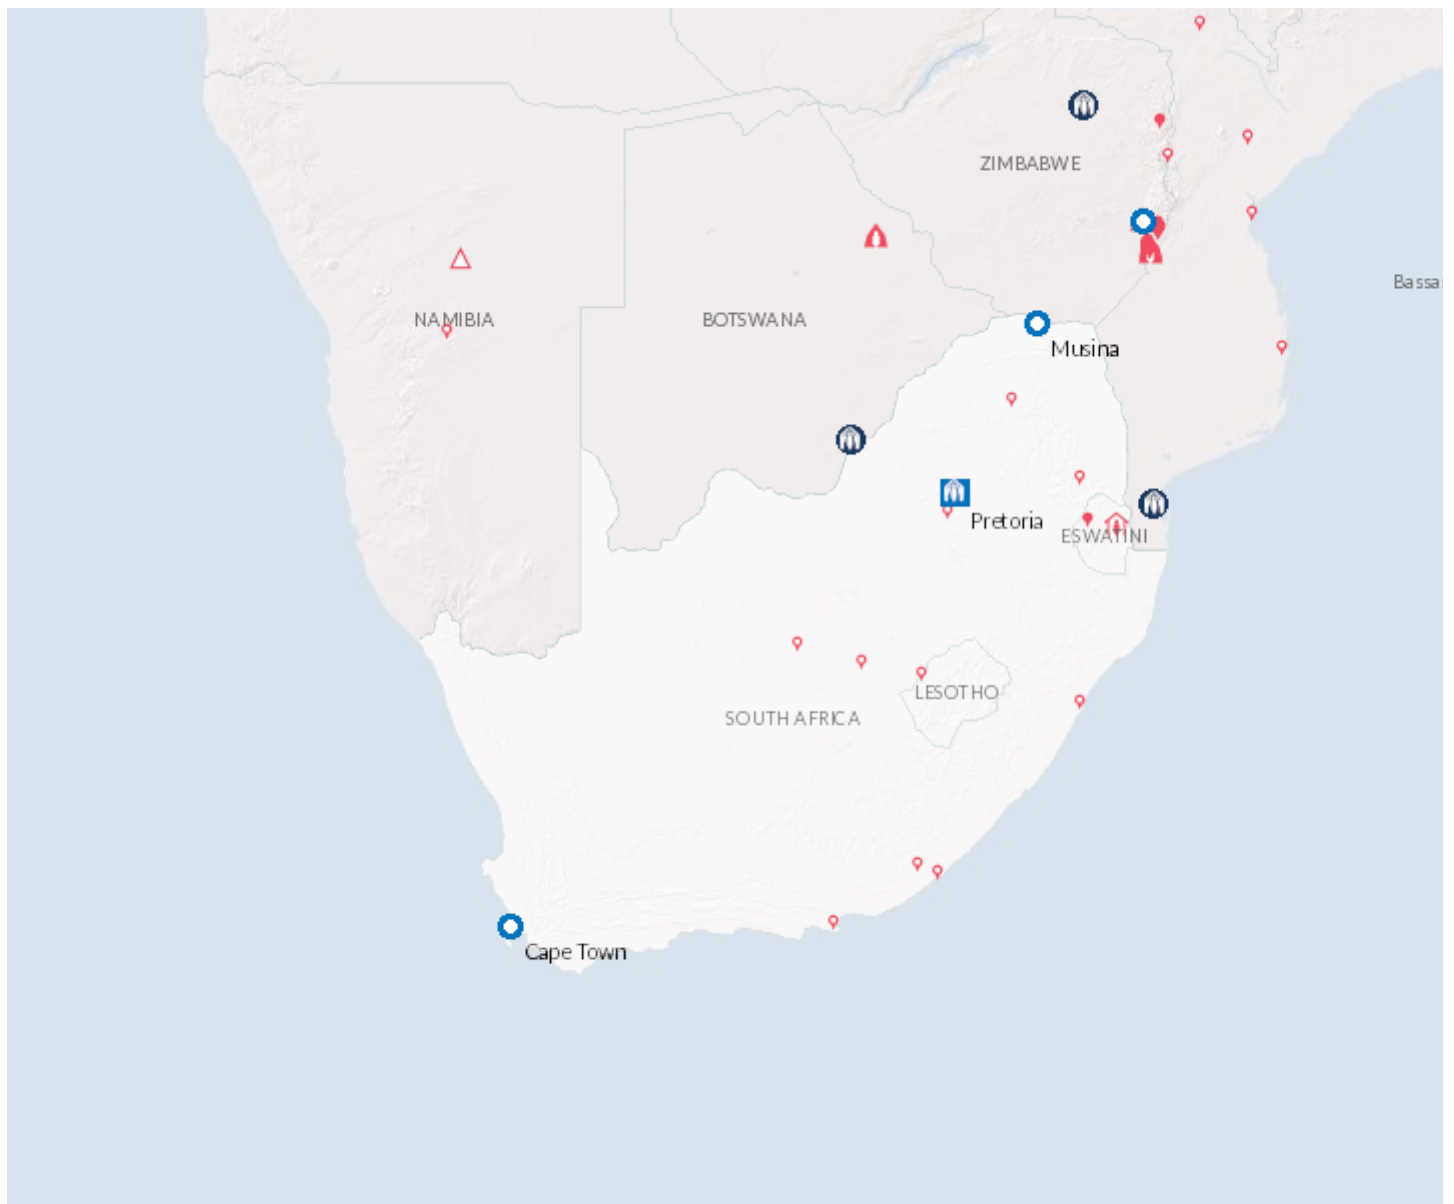 ZIMBABWE
Bassa
NAMIBIA
BOTSWANA
Musina
Pretoria
ESWATINI
LESOTHO
SOUTH AFRICA
Cape Town